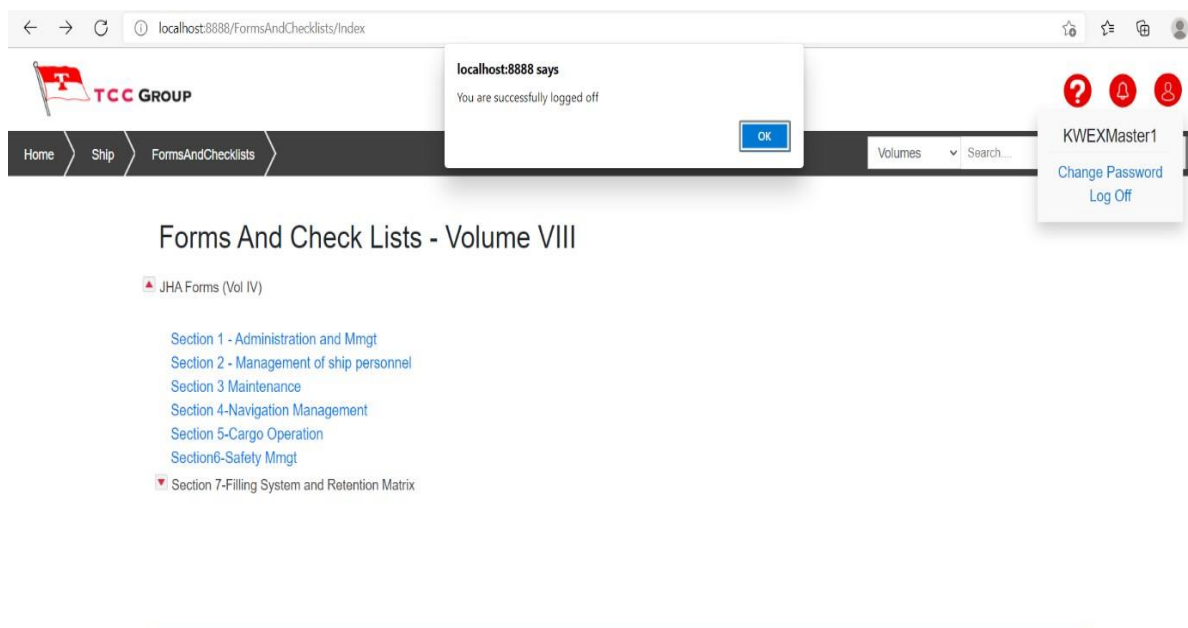 localhost:8888/FormsAndChecklists/Index
localhost:8888 says
You are successfully logged off
OK
T
TCC GROUP
KWEXMaster1
Change Password
Log Off
Home
Ship
FormsAndChecklists
Volumes
Search....
Forms And Check Lists - Volume VIII
JHA Forms (Vol IV)
Section 1 - Administration and Mmgt
Section 2 - Management of ship personnel
Section 3 Maintenance
Section 4-Navigation Management
Section 5-Cargo Operation
Section6-Safety Mmgt
Section 7-Filling System and Retention Matrix